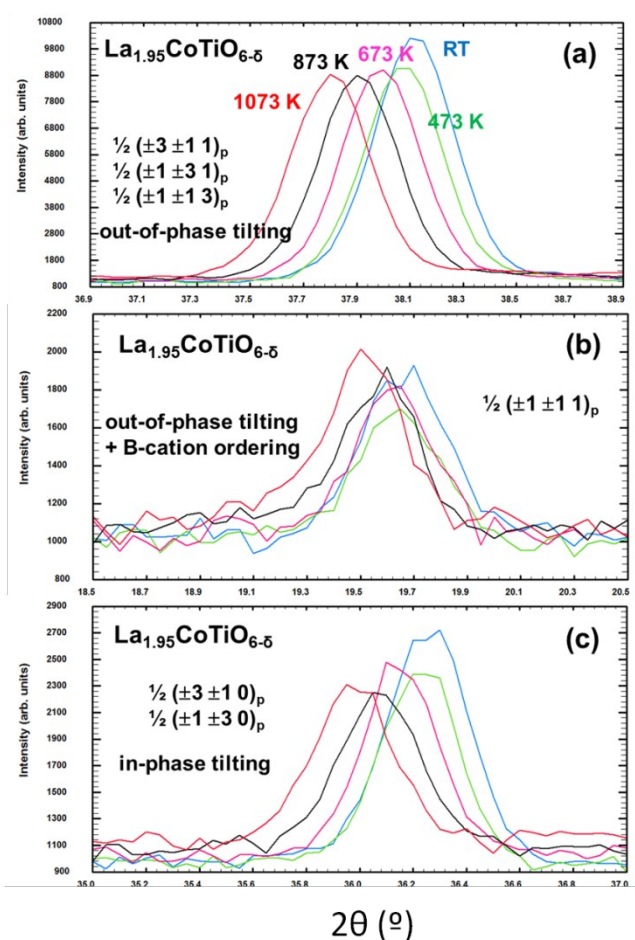 10800
9800
8800
7800
6800
5800
4800
3800
2800
1800
800
Intensity (arb. units)
La1.95CoTiO6-δ
873 K
673 K
RT
(a)
1073 K
473 K
½ (±3 ±1 1)p
½ (±1 ±3 1)p
½ (±1 ±1 3)p
out-of-phase tilting
36.9 37.1 37.3 37.5 37.7 37.9 38.1 38.3 38.5 38.7 38.9
2200
2000
1800
1600
1400
1200
1000
800
Intensity (arb. units)
La1.95CoTiO6-δ
(b)
½ (±1 ±1 1)p
out-of-phase tilting
+ B-cation ordering
18.5 18.7 18.9 19.1 19.3 19.5 19.7 19.9 20.1 20.3 20.5
2900
2700
2500
2300
2100
1900
1700
1500
1300
1100
900
Intensity (arb. units)
La1.95CoTiO6-δ
(c)
½ (±3 ±1 0)p
½ (±1 ±3 0)p
in-phase tilting
35.0 35.2 35.4 35.6 35.8 36.0 36.2 36.4 36.6 36.8 37.0
2θ (º)